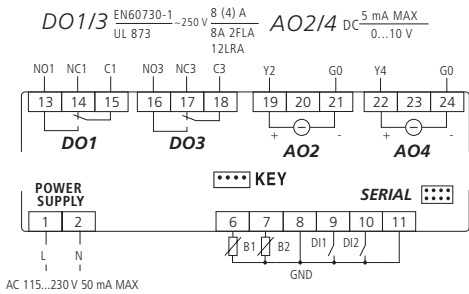 DO1/3 EN60730-1 ~250 V 8 (4) A AO2/4 DC 5 mA MAX
UL 873 8A 2FLA 0...10 V
12LRA
NO1 NC1 C1 NO3 NC3 C3 Y2 G0 Y4 G0
13 14 15 16 17 18 19 20 21 22 23 24
+ - + -
DO1 DO3 AO2 AO4
KEY
POWER SUPPLY
SERIAL
1 2 6 7 8 9 10 11
L N B1 B2 DI1 DI2
GND
AC 115...230 V 50 mA MAX